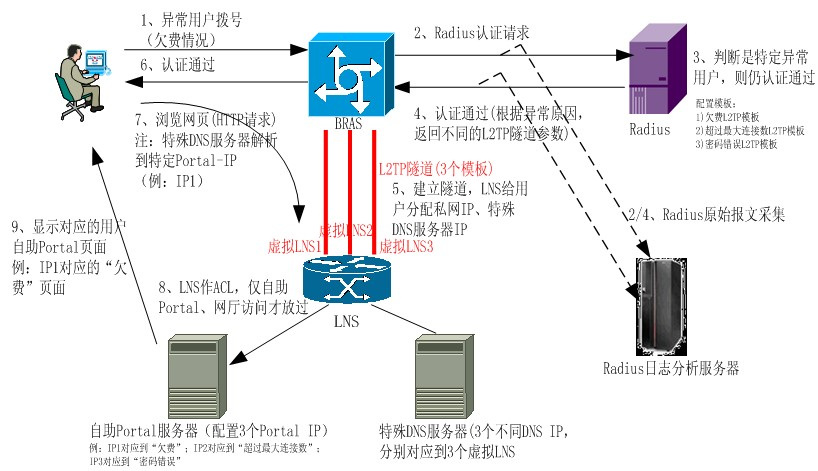 1、异常用户拨号
（欠费情况）
6、认证通过
2、Radius认证请求
3、判断是特定异常
用户，则仍认证通过
配置模板：
1)欠费L2TP模板
2)超过最大连接数L2TP模板
3)密码错误L2TP模板
Radius
BRAS
4、认证通过(根据异常原因，
返回不同的L2TP隧道参数)
7、浏览网页(HTTP请求)
注：特殊DNS服务器解析
到特定Portal-IP
（例：IP1）
L2TP隧道(3个模板)
5、建立隧道，LNS给用
户分配私网IP、特殊
DNS服务器IP
虚拟LNS1
虚拟LNS2
虚拟LNS3
2/4、Radius原始报文采集
9、显示对应的用户
自助Portal页面
例：IP1对应的“欠
费”页面
8、LNS作ACL，仅自助
Portal、网厅访问才放过
LNS
Radius日志分析服务器
自助Portal服务器（配置3个Portal IP）
例：IP1对应到“欠费”；IP2对应到“超过最大连接数”；
IP3对应到“密码错误”
特殊DNS服务器(3个不同DNS IP，
分别对应到3个虚拟LNS